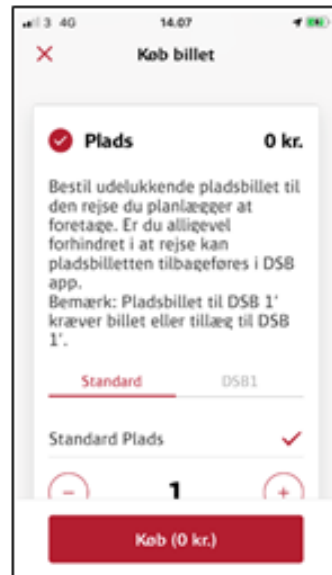 3 4G 14.07
Køb billet
Plads 0 kr.
Bestil udelukkende pladsbillet til
den rejse du planlægger at
foretage. Er du alligevel
forhindret i at rejse kan
pladsbilletten tilbageføres i DSB
app.
Bemærk: Pladsbillet til DSB 1'
kræver billet eller tillæg til DSB
1'.
Standard DSB1
Standard Plads
1
Køb (0 kr.)